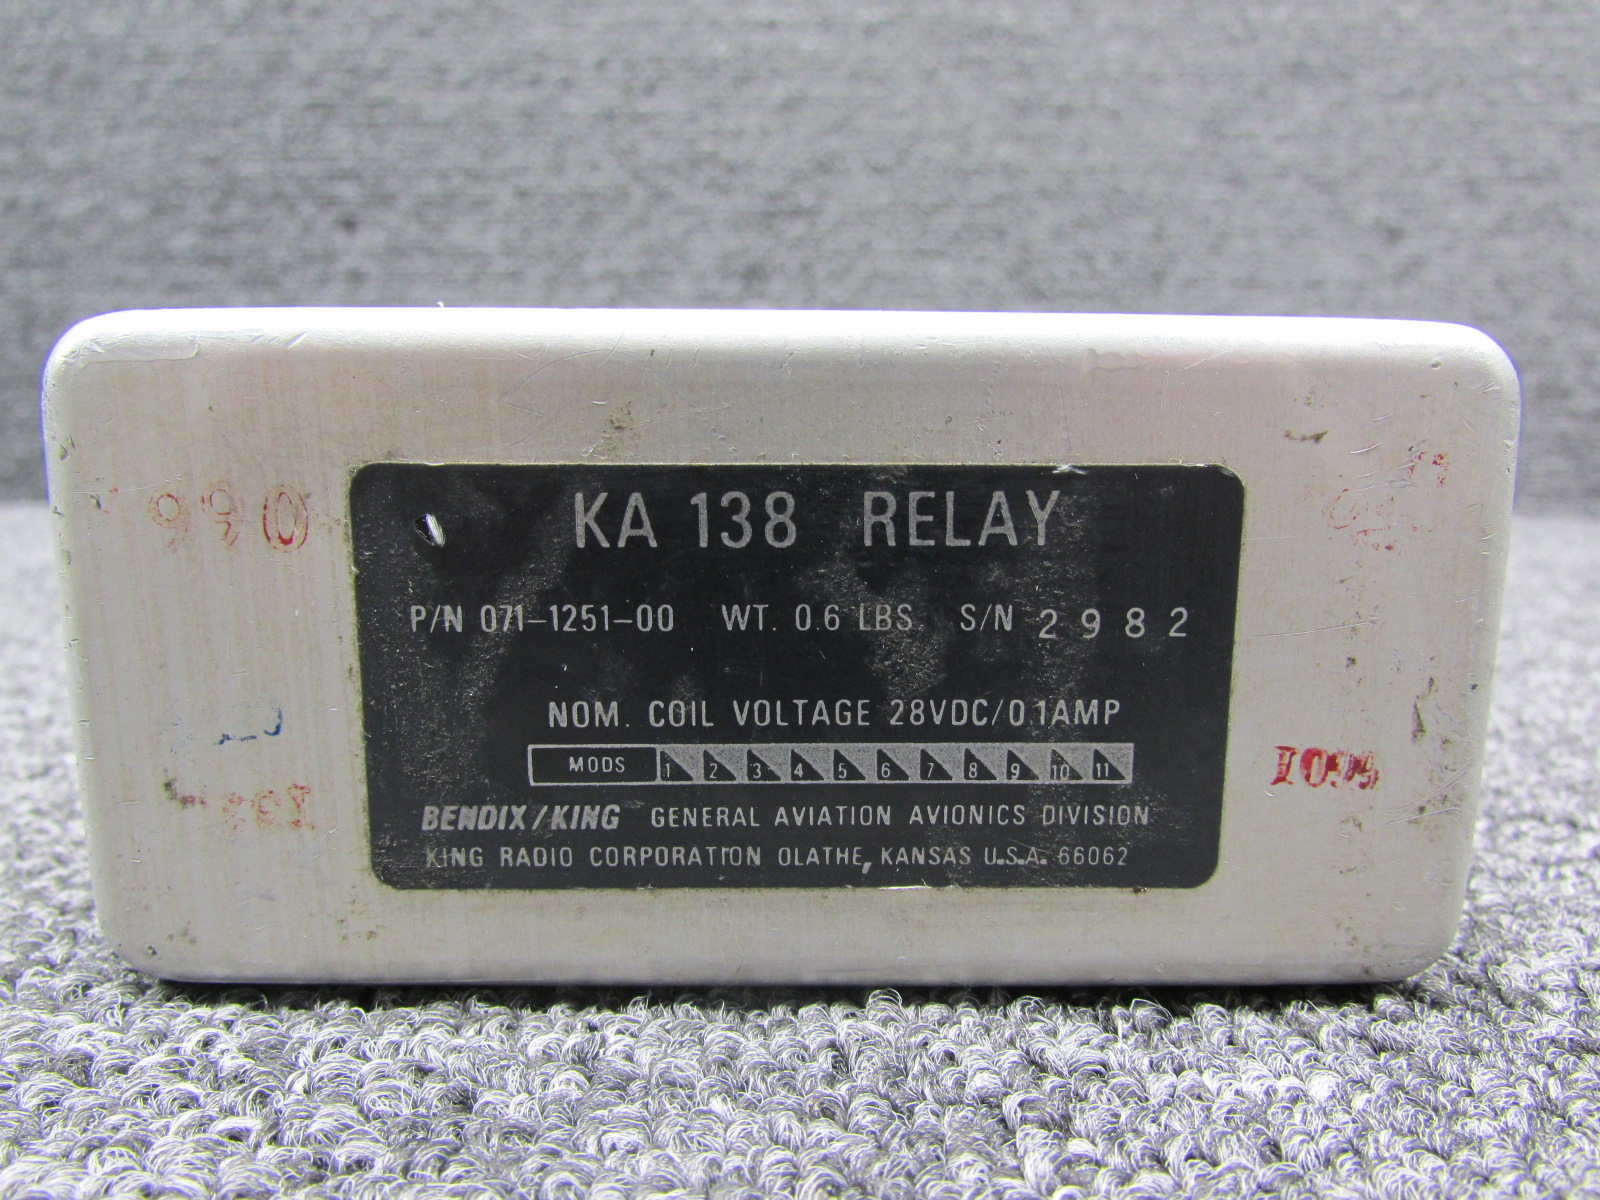 KA 138 RELAY
990
P/N 071-1251-00 WT. 0.6 LBS. S/N 2982
NOM. COIL VOLTAGE 28VDC/0.1AMP
MODS 1 2 3 4 5 6 7 8 9 10 11
BENDIX/KING GENERAL AVIATION AVIONICS DIVISION
KING RADIO CORPORATION OLATHE, KANSAS U.S.A. 66062